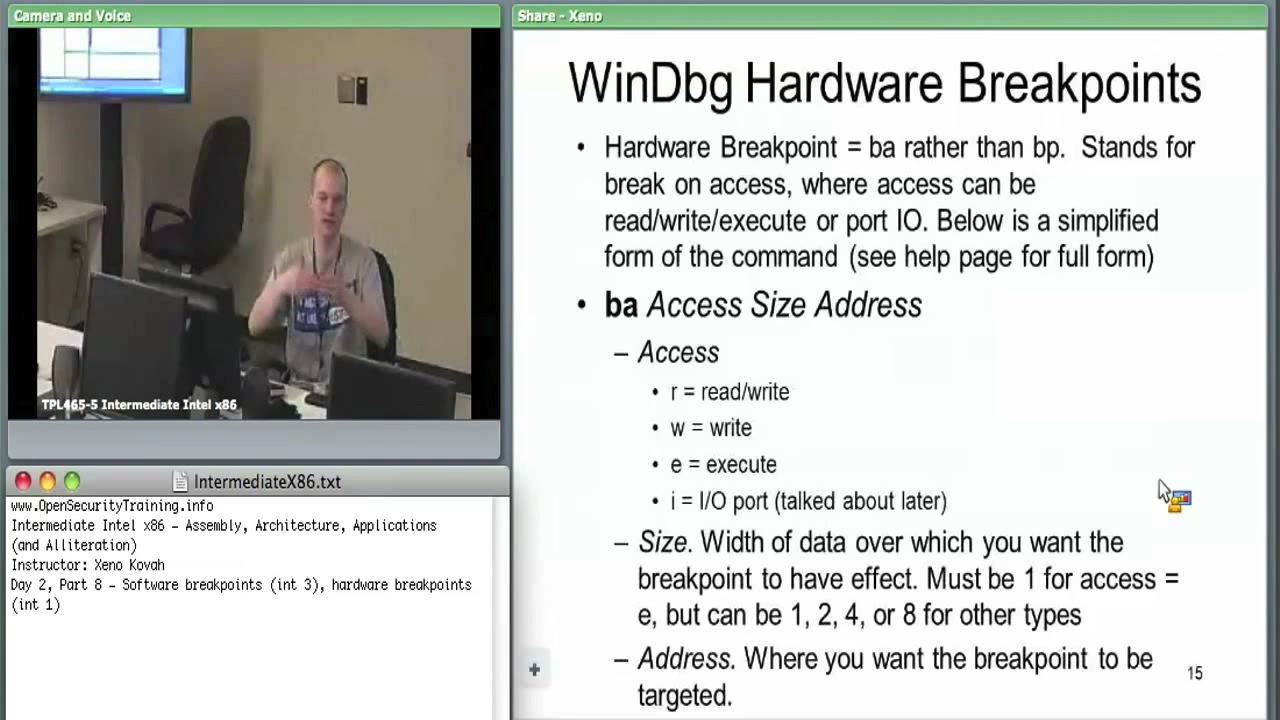 Camera and Voice
TPL465-5 Intermediate Intel x86
IntermediateX86.txt
www.OpenSecurityTraining.info
Intermediate Intel x86 – Assembly, Architecture, Applications
(and Alliteration)
Instructor: Xeno Kovah
Day 2, Part 8 – Software breakpoints (int 3), hardware breakpoints
(int 1)
Share - Xeno
WinDbg Hardware Breakpoints
• Hardware Breakpoint = ba rather than bp. Stands for
break on access, where access can be
read/write/execute or port IO. Below is a simplified
form of the command (see help page for full form)
• ba Access Size Address
– Access
• r = read/write
• w = write
• e = execute
• i = I/O port (talked about later)
– Size. Width of data over which you want the
breakpoint to have effect. Must be 1 for access =
e, but can be 1, 2, 4, or 8 for other types
– Address. Where you want the breakpoint to be
targeted.
15